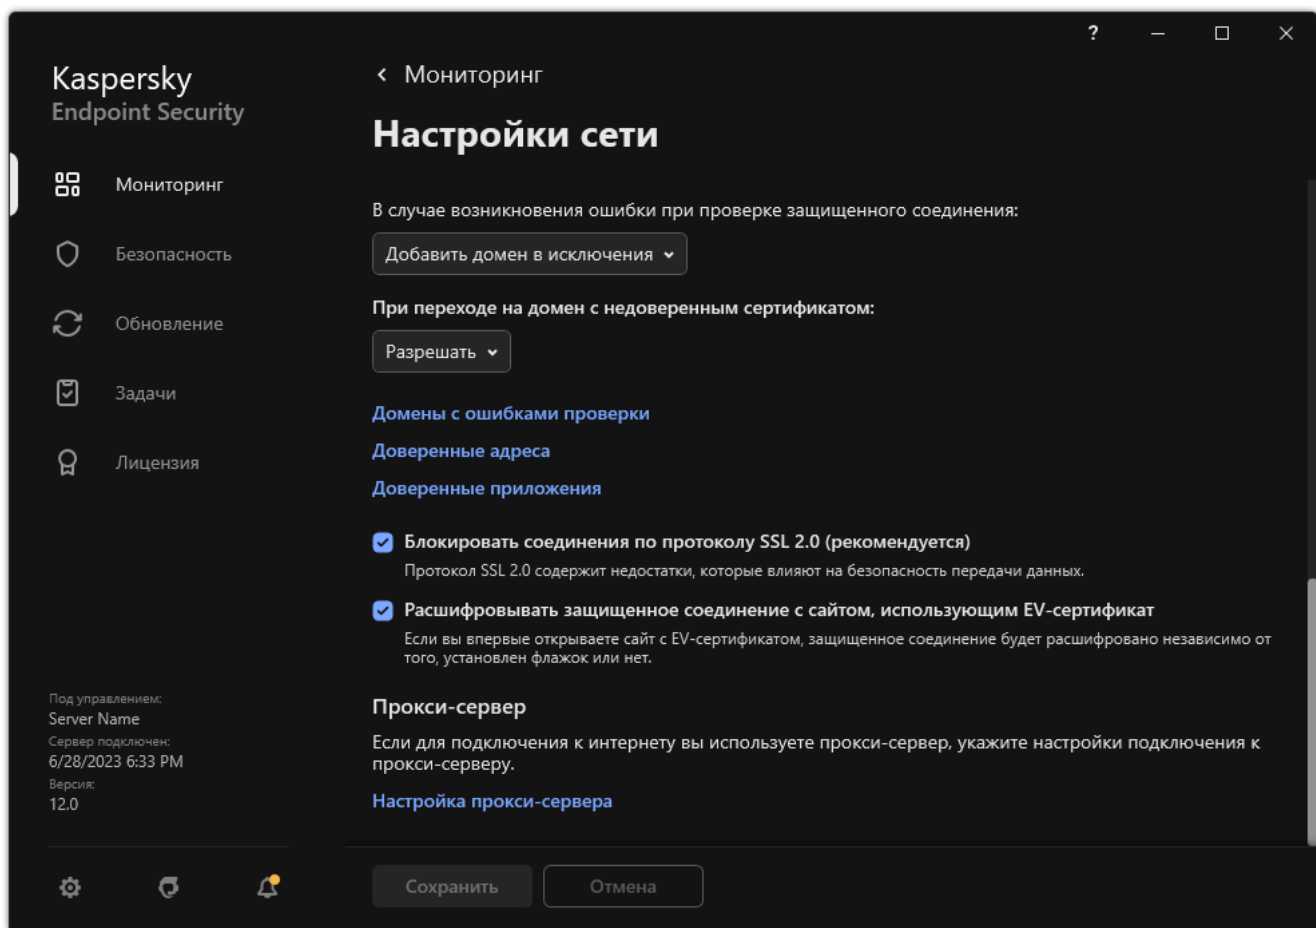 ?
Kaspersky
Endpoint Security
Мониторинг
Безопасность
Обновление
Задачи
Лицензия
Под управлением:
Server Name
Сервер подключен:
6/28/2023 6:33 PM
Версия:
12.0
Мониторинг
Настройки сети
В случае возникновения ошибки при проверке защищенного соединения:
Добавить домен в исключения
При переходе на домен с недоверенным сертификатом:
Разрешать
Домены с ошибками проверки
Доверенные адреса
Доверенные приложения
Блокировать соединения по протоколу SSL 2.0 (рекомендуется)
Протокол SSL 2.0 содержит недостатки, которые влияют на безопасность передачи данных.
Расшифровывать защищенное соединение с сайтом, использующим EV-сертификат
Если вы впервые открываете сайт с EV-сертификатом, защищенное соединение будет расшифровано независимо от
того, установлен флажок или нет.
Прокси-сервер
Если для подключения к интернету вы используете прокси-сервер, укажите настройки подключения к
прокси-серверу.
Настройка прокси-сервера
Сохранить
Отмена